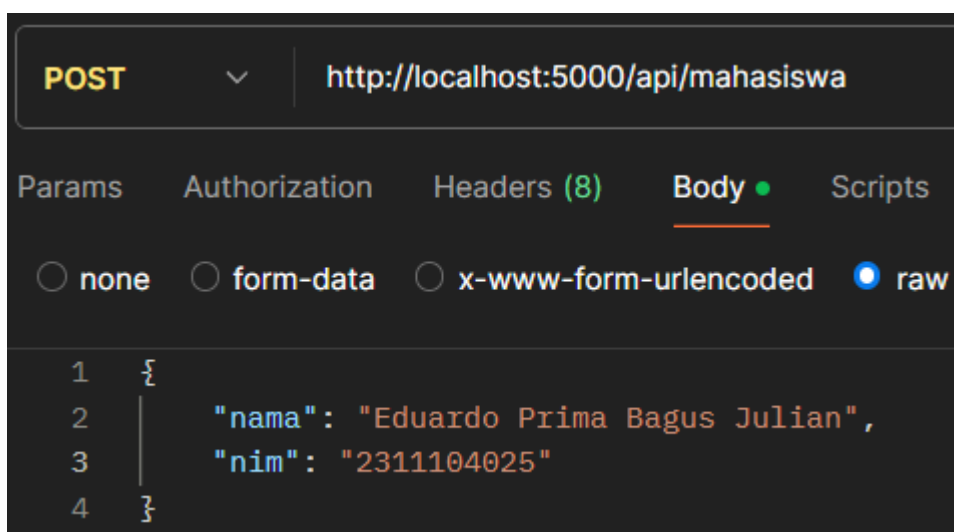 POST http://localhost:5000/api/mahasiswa
Params Authorization Headers (8) Body Scripts
none form-data x-www-form-urlencoded raw
1 {
2 "nama": "Eduardo Prima Bagus Julian",
3 "nim": "2311104025"
4 }